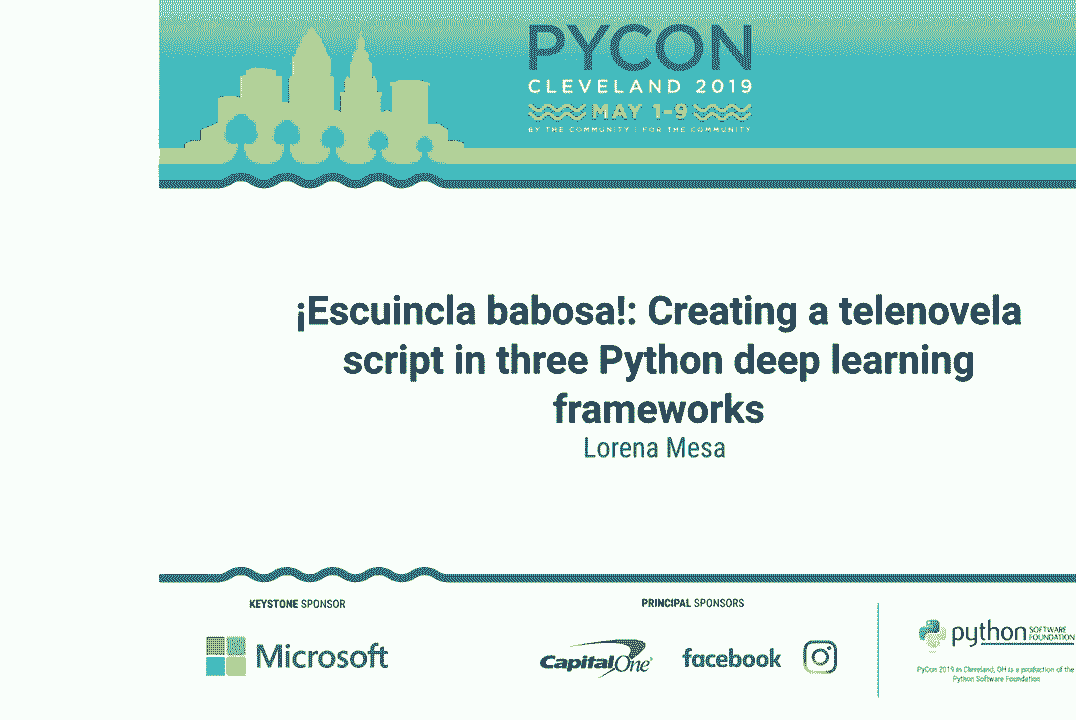 PYCON
CLEVELAND 2019
MAY 1-9
BY THE COMMUNITY | FOR THE COMMUNITY
¡Escuincla babosa!: Creating a telenovela
script in three Python deep learning
frameworks
Lorena Mesa
KEYSTONE SPONSOR
PRINCIPAL SPONSORS
Microsoft
Capital One
facebook
python SOFTWARE
FOUNDATION
PyCon 2019 in Cleveland, OH is a production of the
Python Software Foundation